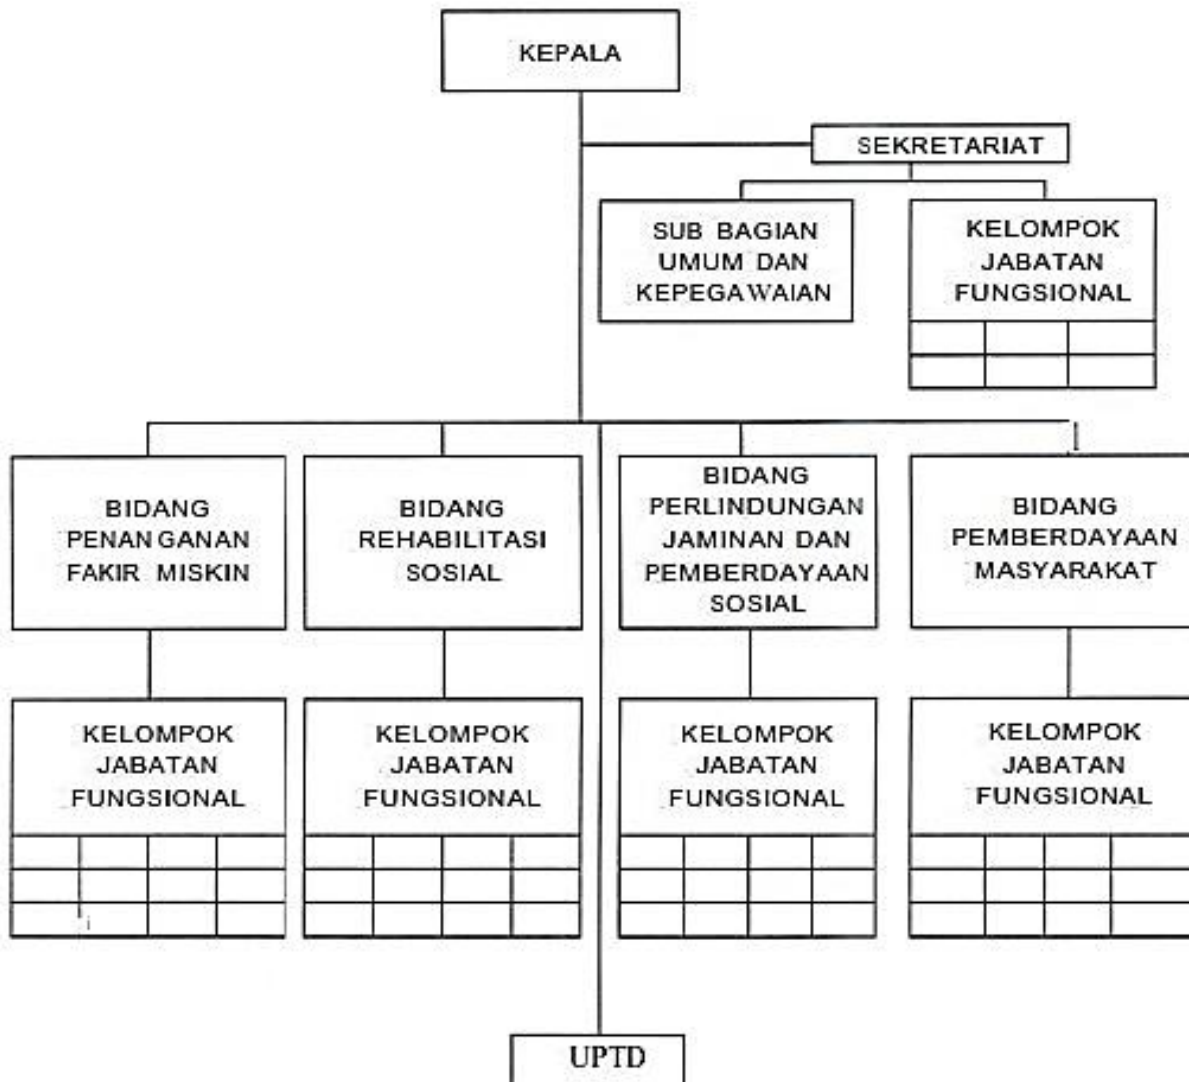 KEPALA
SEKRETARIAT
SUB BAGIAN
UMUM DAN
KEPEGAWAIAN
KELOMPOK
JABATAN
FUNGSIONAL
BIDANG
PENANGANAN
FAKIR MISKIN
BIDANG
REHABILITASI
SOSIAL
BIDANG
PERLINDUNGAN
JAMINAN DAN
PEMBERDAYAAN
SOSIAL
BIDANG
PEMBERDAYAAN
MASYARAKAT
KELOMPOK
JABATAN
FUNGSIONAL
KELOMPOK
JABATAN
FUNGSIONAL
KELOMPOK
JABATAN
FUNGSIONAL
KELOMPOK
JABATAN
FUNGSIONAL
UPTD